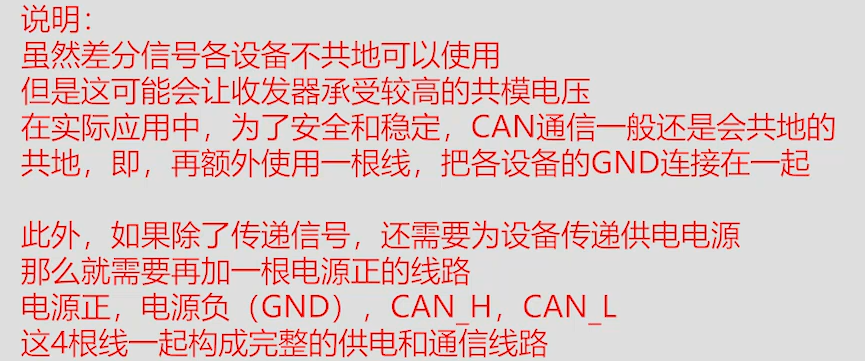 说明：
虽然差分信号各设备不共地可以使用
但是这可能会让收发器承受较高的共模电压
在实际应用中，为了安全和稳定，CAN通信一般还是会共地的
共地，即，再额外使用一根线，把各设备的GND连接在一起
此外，如果除了传递信号，还需要为设备传递供电电源
那么就需要再加一根电源正的线路
电源正，电源负（GND），CAN_H，CAN_L
这4根线一起构成完整的供电和通信线路